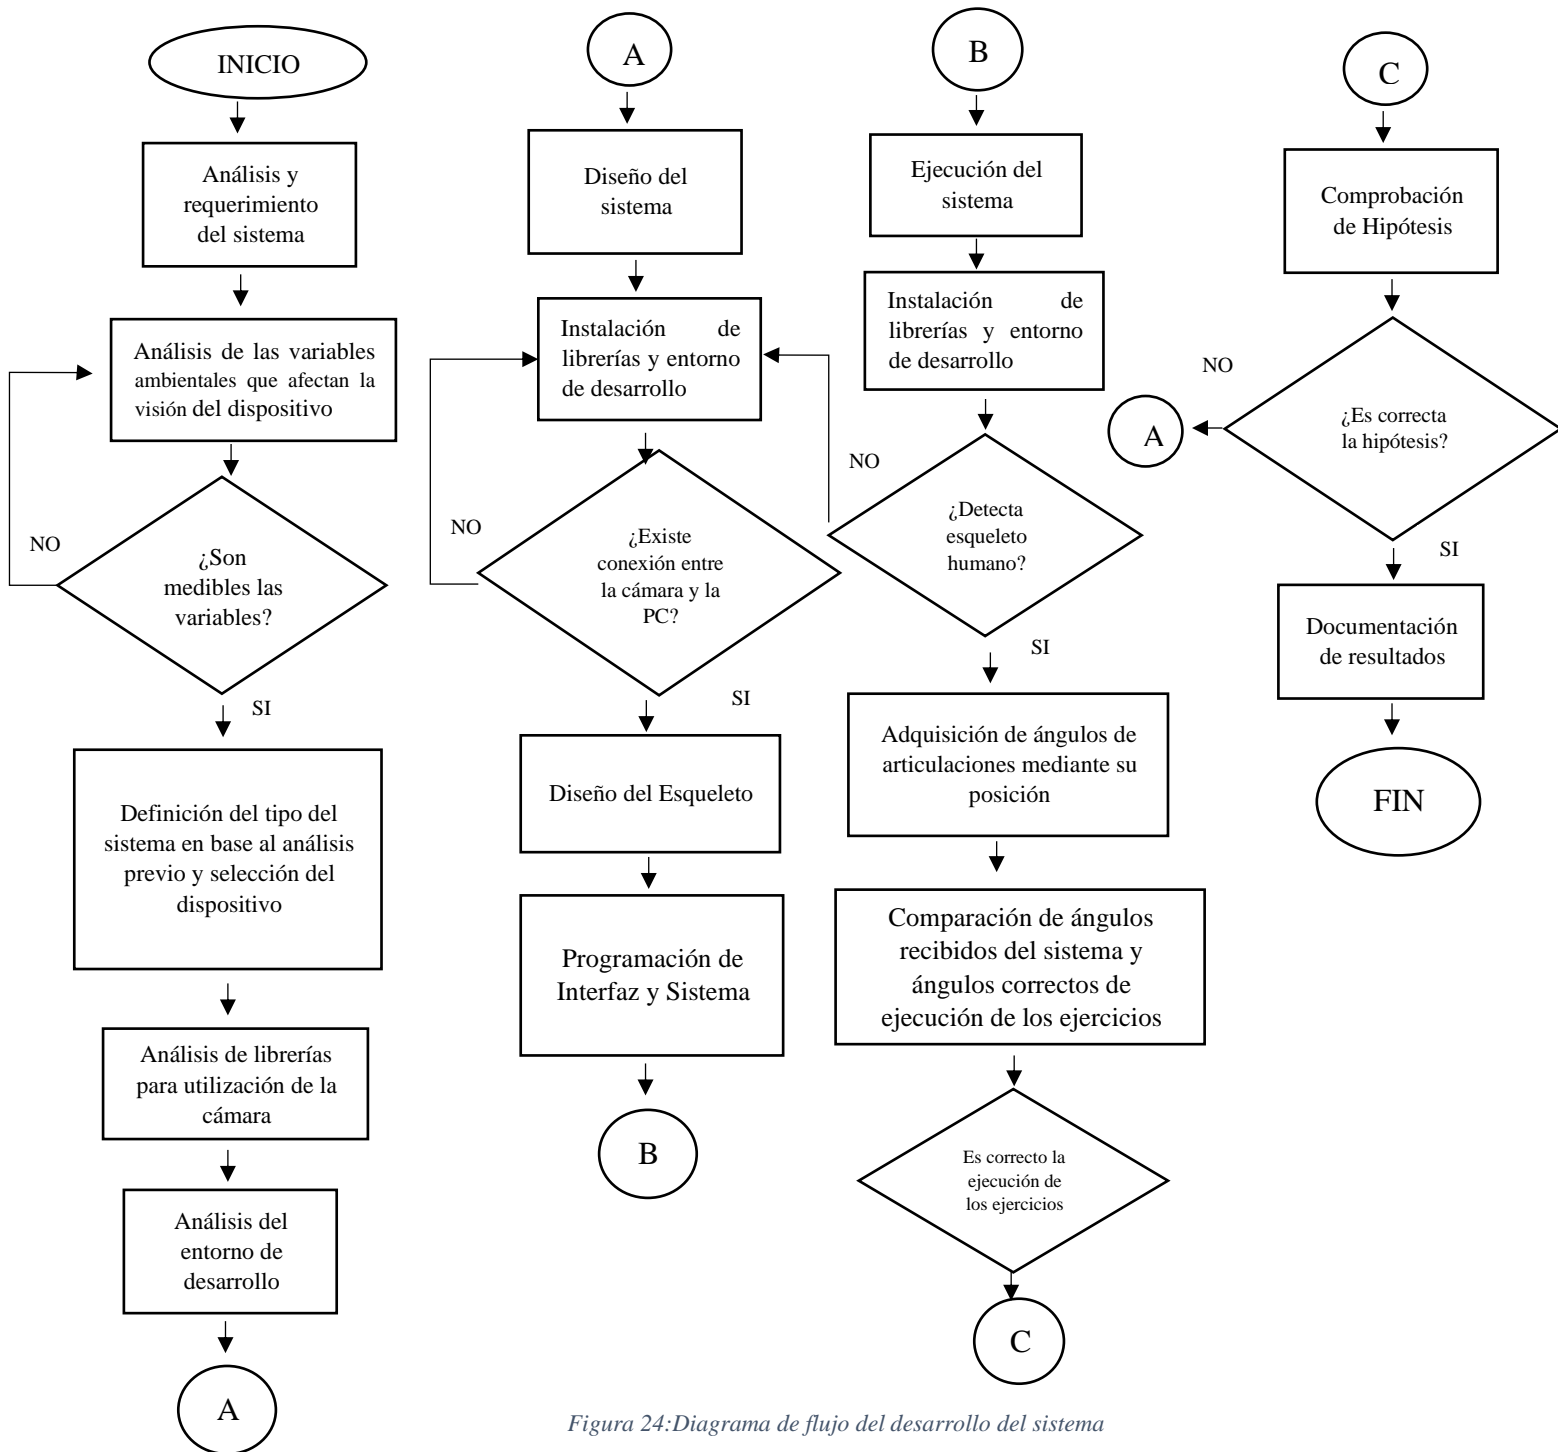 INICIO
Análisis y
requerimiento
del sistema
Análisis de las variables
ambientales que afectan la
visión del dispositivo
NO
¿Son
medibles las
variables?
SI
Definición del tipo del
sistema en base al análisis
previo y selección del
dispositivo
Análisis de librerías
para utilización de la
cámara
Análisis del
entorno de
desarrollo
A
A
Diseño del
sistema
Instalación de
librerías y entorno
de desarrollo
NO
¿Existe
conexión entre
la cámara y la
PC?
SI
Diseño del Esqueleto
Programación de
Interfaz y Sistema
B
B
Ejecución del
sistema
Instalación de
librerías y entorno
de desarrollo
NO
¿Detecta
esqueleto
humano?
SI
Adquisición de ángulos de
articulaciones mediante su
posición
Comparación de ángulos
recibidos del sistema y
ángulos correctos de
ejecución de los ejercicios
Es correcto la
ejecución de
los ejercicios
C
C
Comprobación
de Hipótesis
NO
¿Es correcta
la hipótesis?
A
SI
Documentación
de resultados
FIN
Figura 24:Diagrama de flujo del desarrollo del sistema